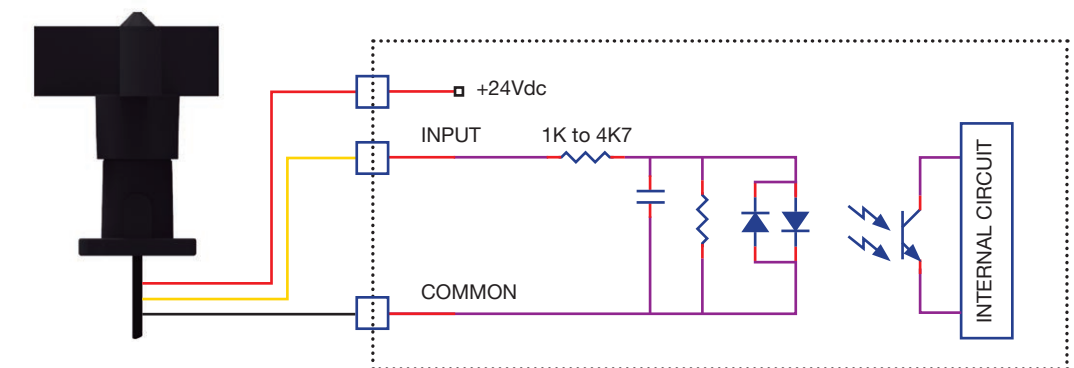 +24Vdc
INPUT
1K to 4K7
COMMON
INTERNAL CIRCUIT